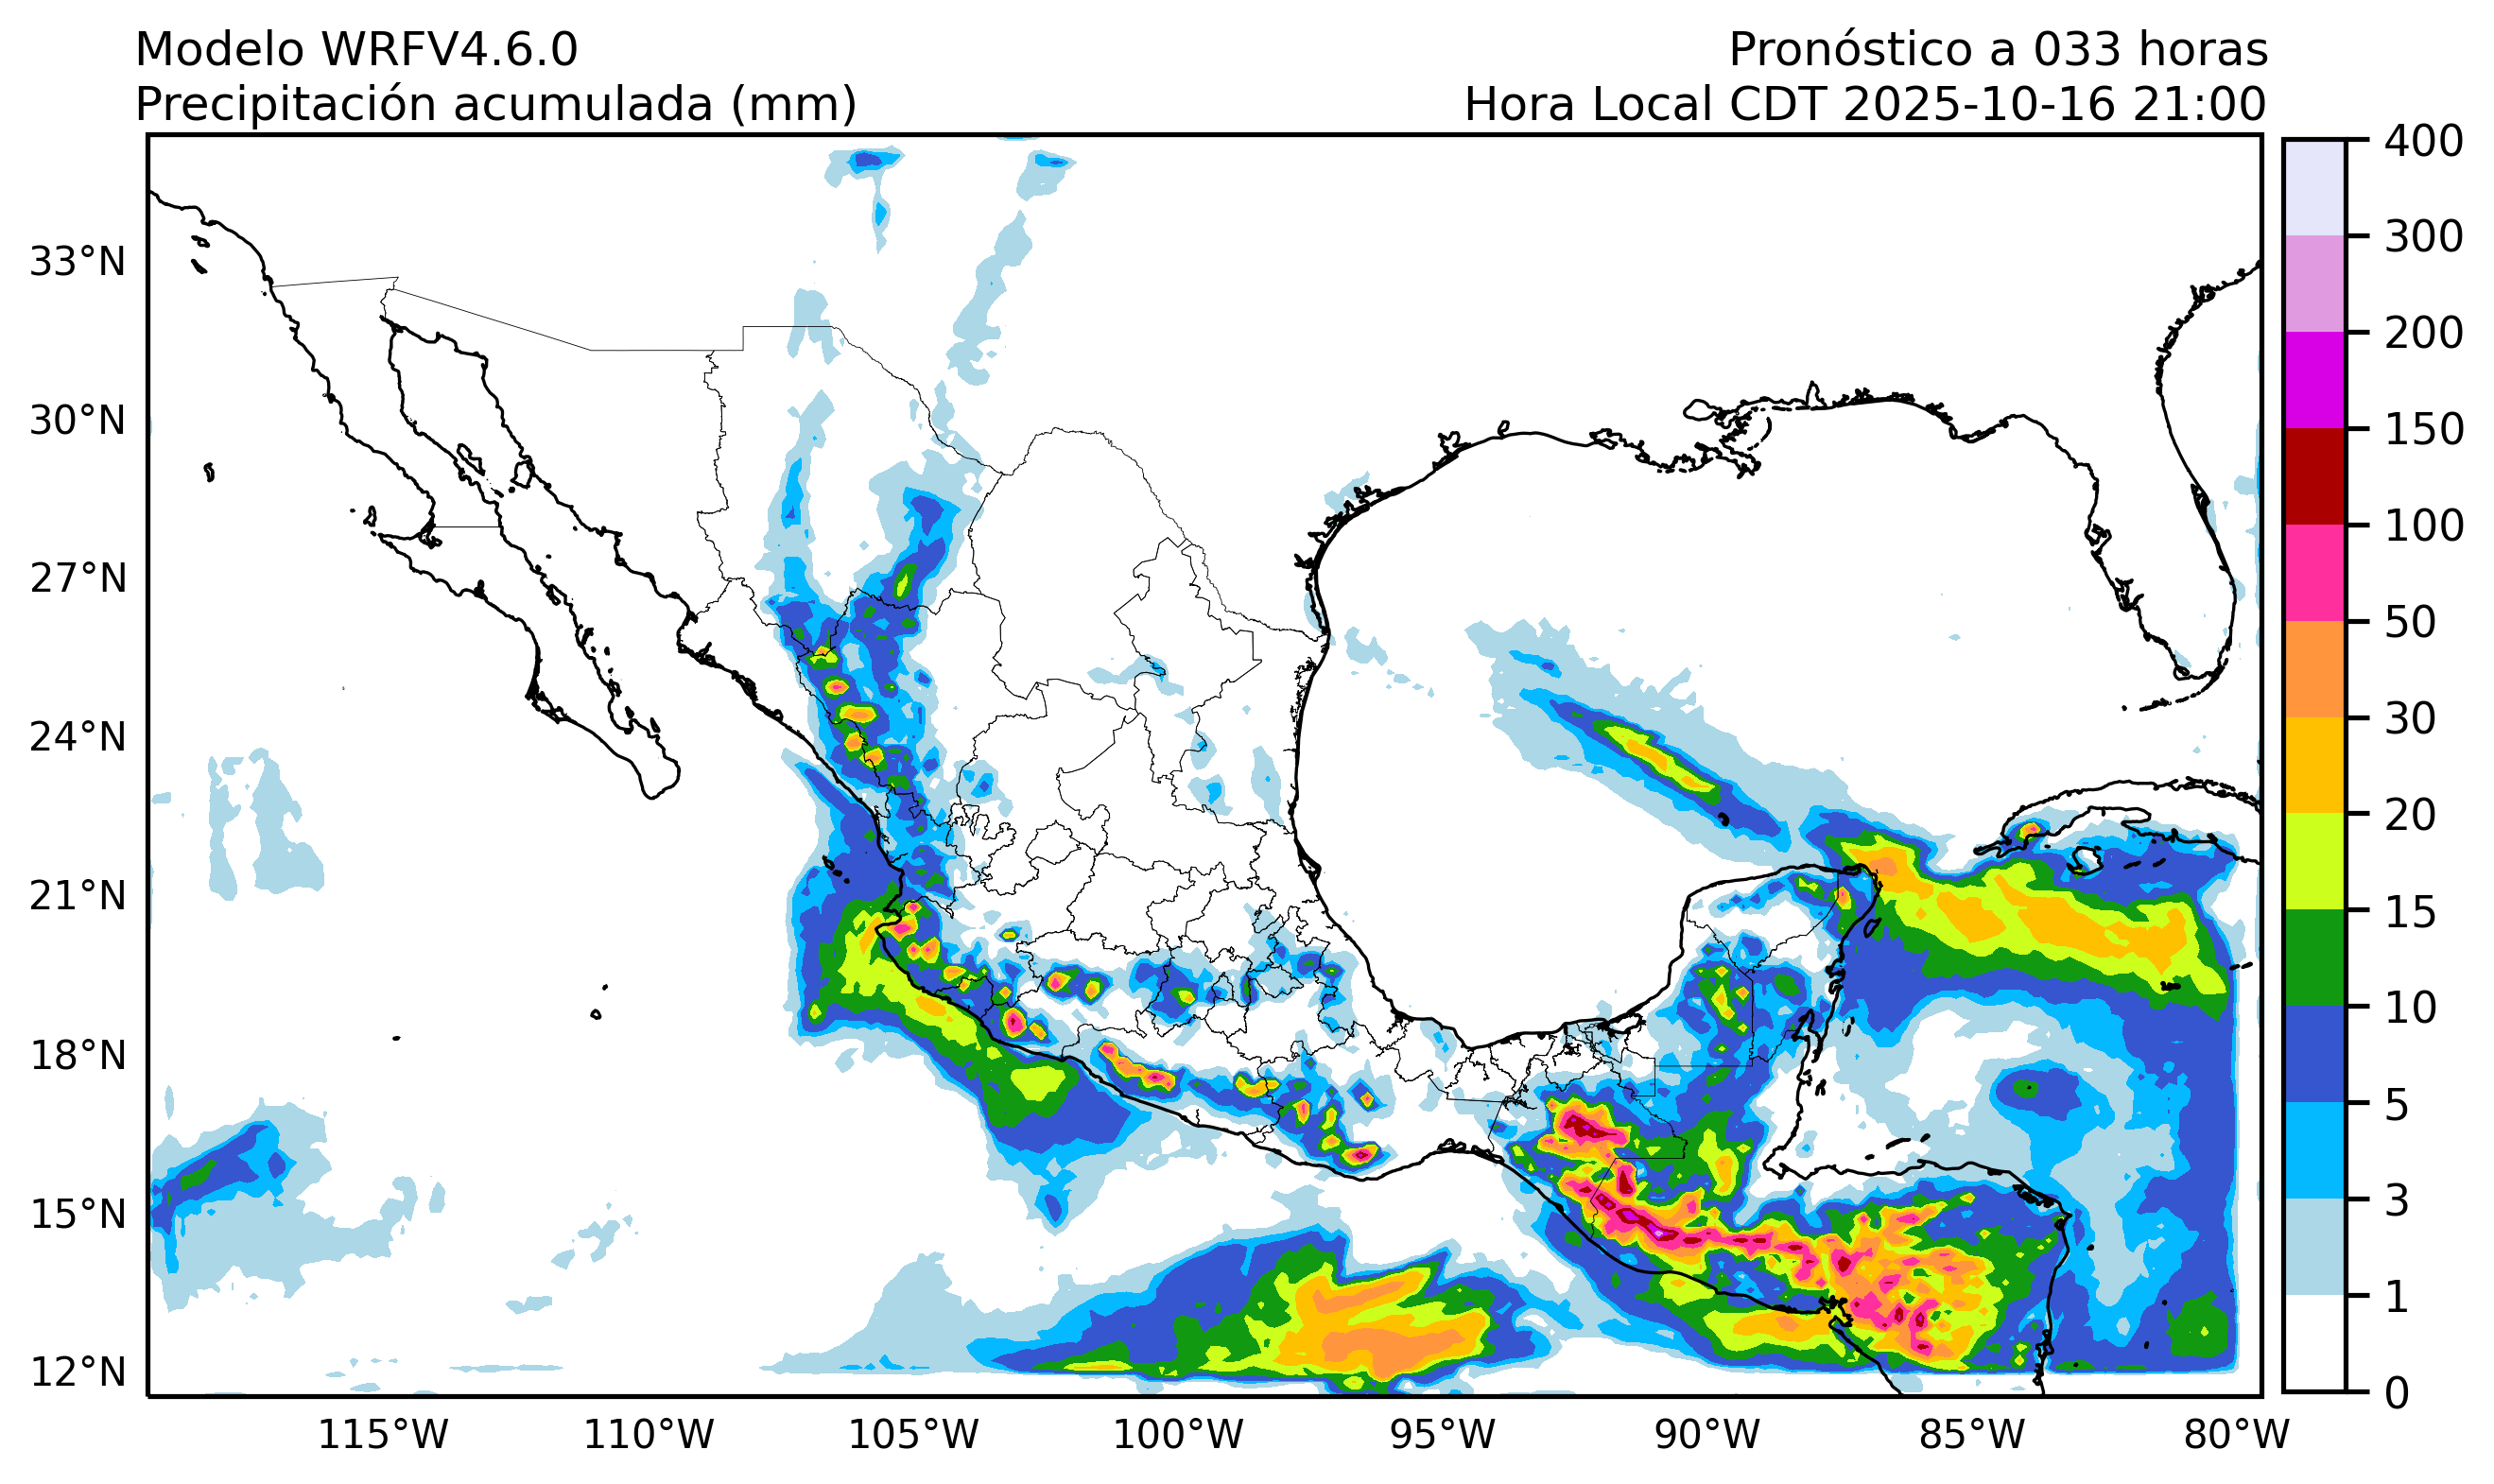 Modelo WRFV4.6.0
Pronóstico a 033 horas
Precipitación acumulada (mm)
Hora Local CDT 2025-10-16 21:00
33°N
30°N
27°N
24°N
21°N
18°N
15°N
12°N
115°W
110°W
105°W
100°W
95°W
90°W
85°W
80°W
400
300
200
150
100
50
30
20
15
10
5
3
1
0